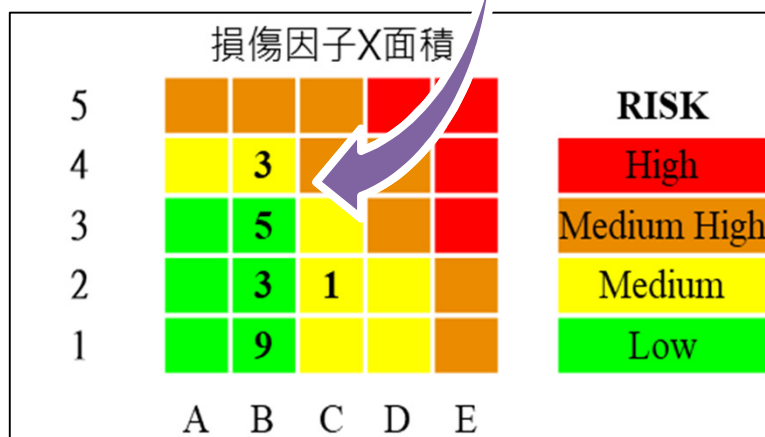 損傷因子X面積
5 RISK
4 3 High
3 5 Medium High
2 3 1 Medium
1 9 Low
A B C D E